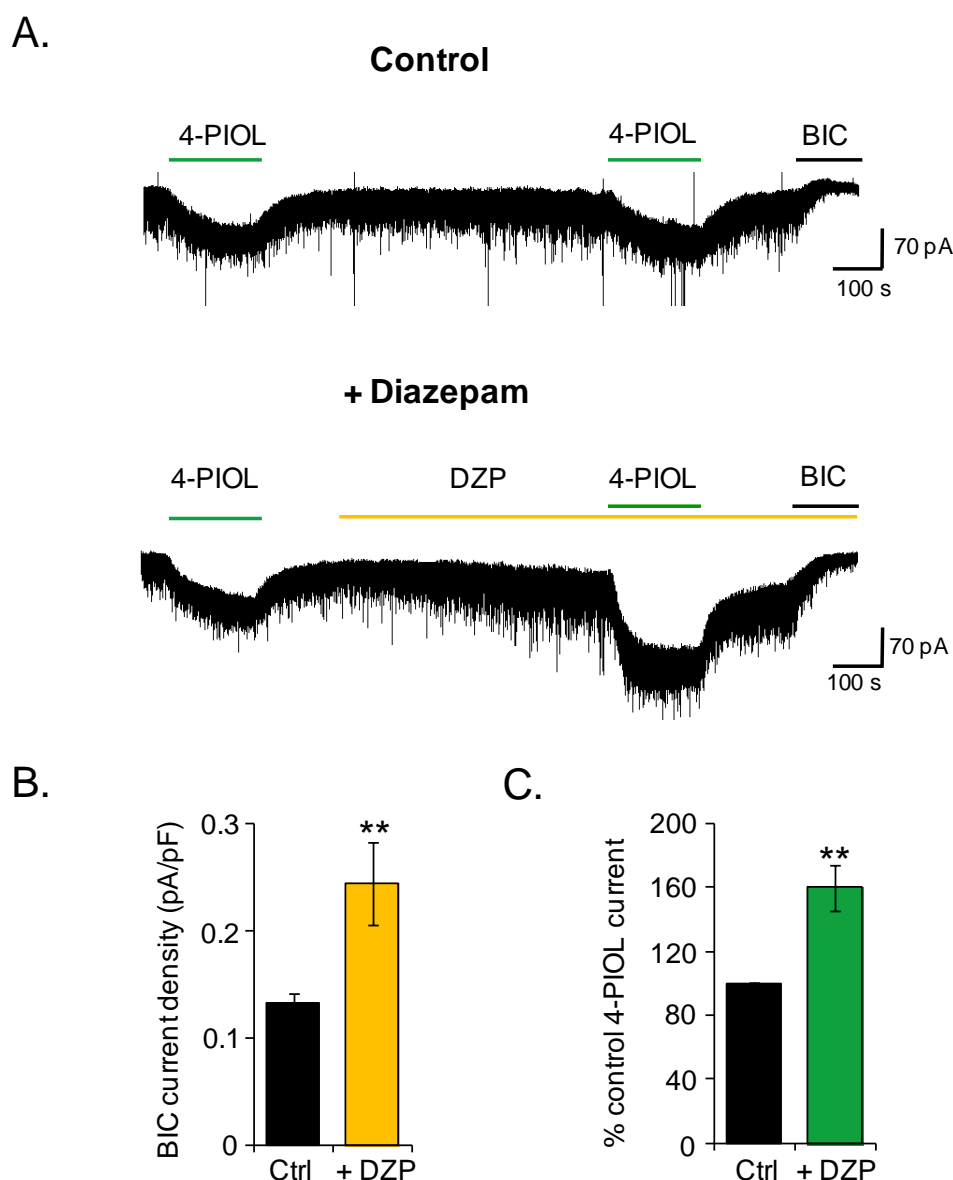 A.
Control
4-PIOL 4-PIOL BIC
70 pA
100 s
+ Diazepam
4-PIOL DZP 4-PIOL BIC
70 pA
100 s
B.
BIC current density (pA/pF)
0.3
0.2
0.1
0
**
Ctrl + DZP
C.
% control 4-PIOL current
200
160
120
80
40
0
**
Ctrl + DZP